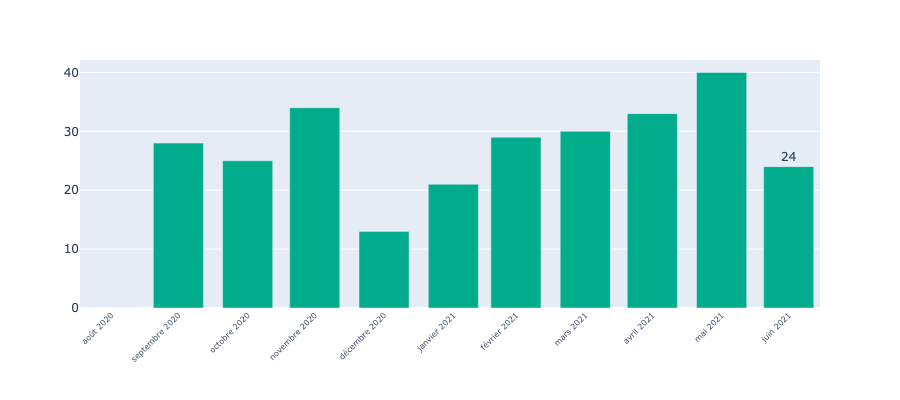 40
30
20
10
0
24
août 2020
septembre 2020
octobre 2020
novembre 2020
décembre 2020
janvier 2021
février 2021
mars 2021
avril 2021
mai 2021
juin 2021